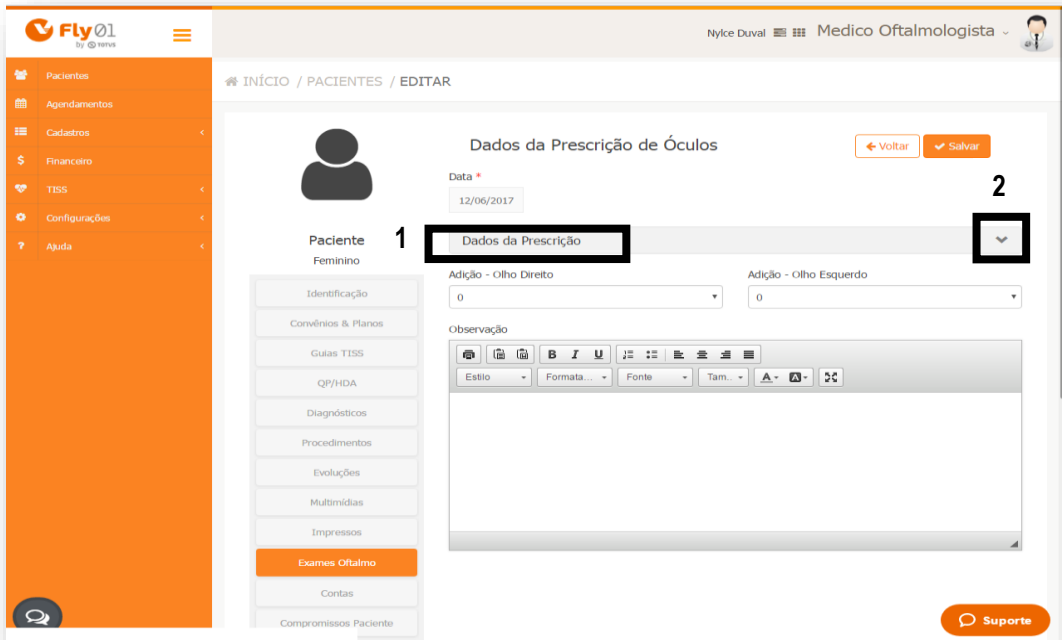 Fly01
by TOTVS
Nylce Duval Medico Oftalmologista
Pacientes
Agendamentos
Cadastros
Financeiro
TISS
Configurações
Ajuda
INÍCIO / PACIENTES / EDITAR
Paciente
Feminino
Identificação
Convênios & Planos
Guias TISS
QP/HDA
Diagnósticos
Procedimentos
Evoluções
Multimídias
Impressos
Exames Oftalmo
Contas
Compromissos Paciente
Dados da Prescrição de Óculos
Voltar
Salvar
Data *
12/06/2017
1
Dados da Prescrição
2
Adição - Olho Direito
0
Adição - Olho Esquerdo
0
Observação
B I U
Estilo Formata... Fonte Tam... A A
Suporte